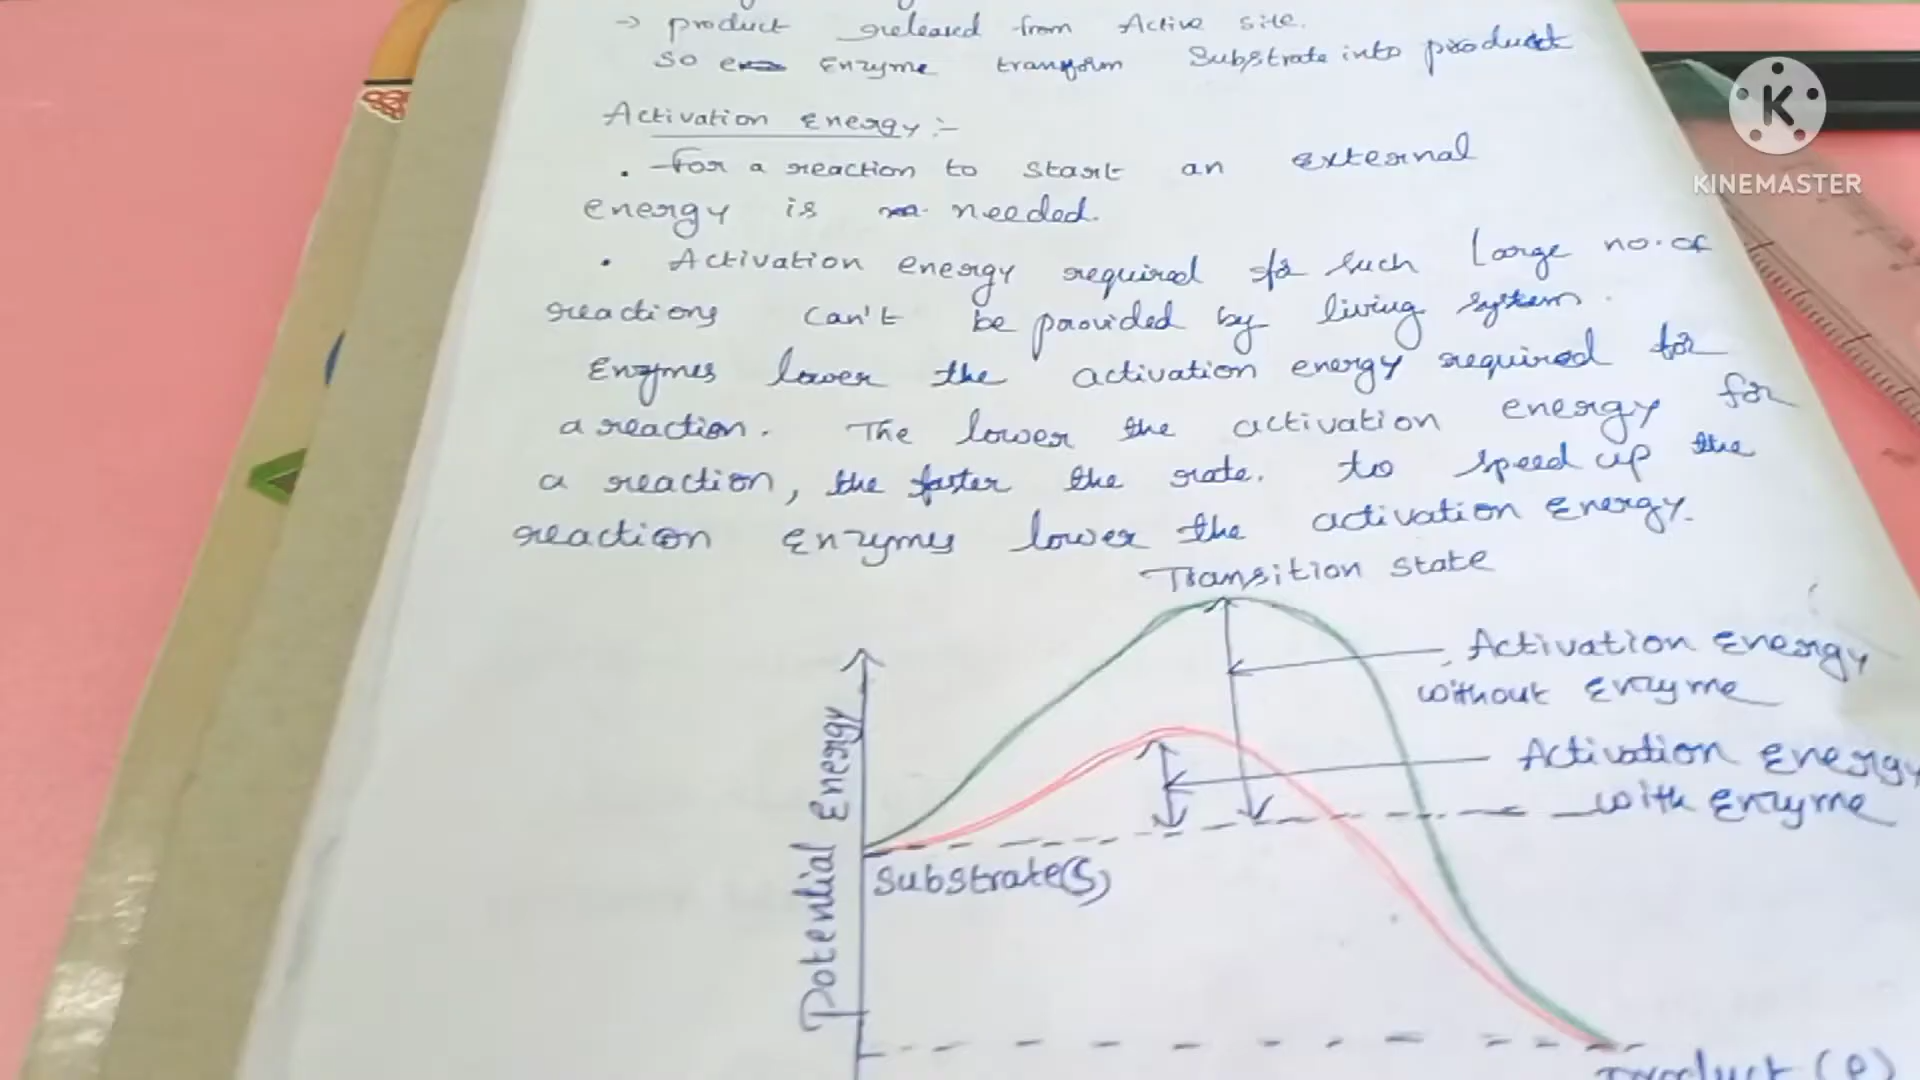 → product released from Active site.
so Enzyme transform Substrate into product
Activation Energy :-
. For a reaction to start an external
energy is needed.
. Activation energy required for such large no. of
reactions can't be provided by living system.
Enzymes lower the activation energy required for
a reaction. The lower the activation energy for
a reaction, the faster the rate. to speed up the
reaction enzymes lower the activation Energy.
Transition state
Activation Energy
without Enzyme
Activation Energy
with Enzyme
Potential Energy
Substrate(S)
Product (P)
KINEMASTER